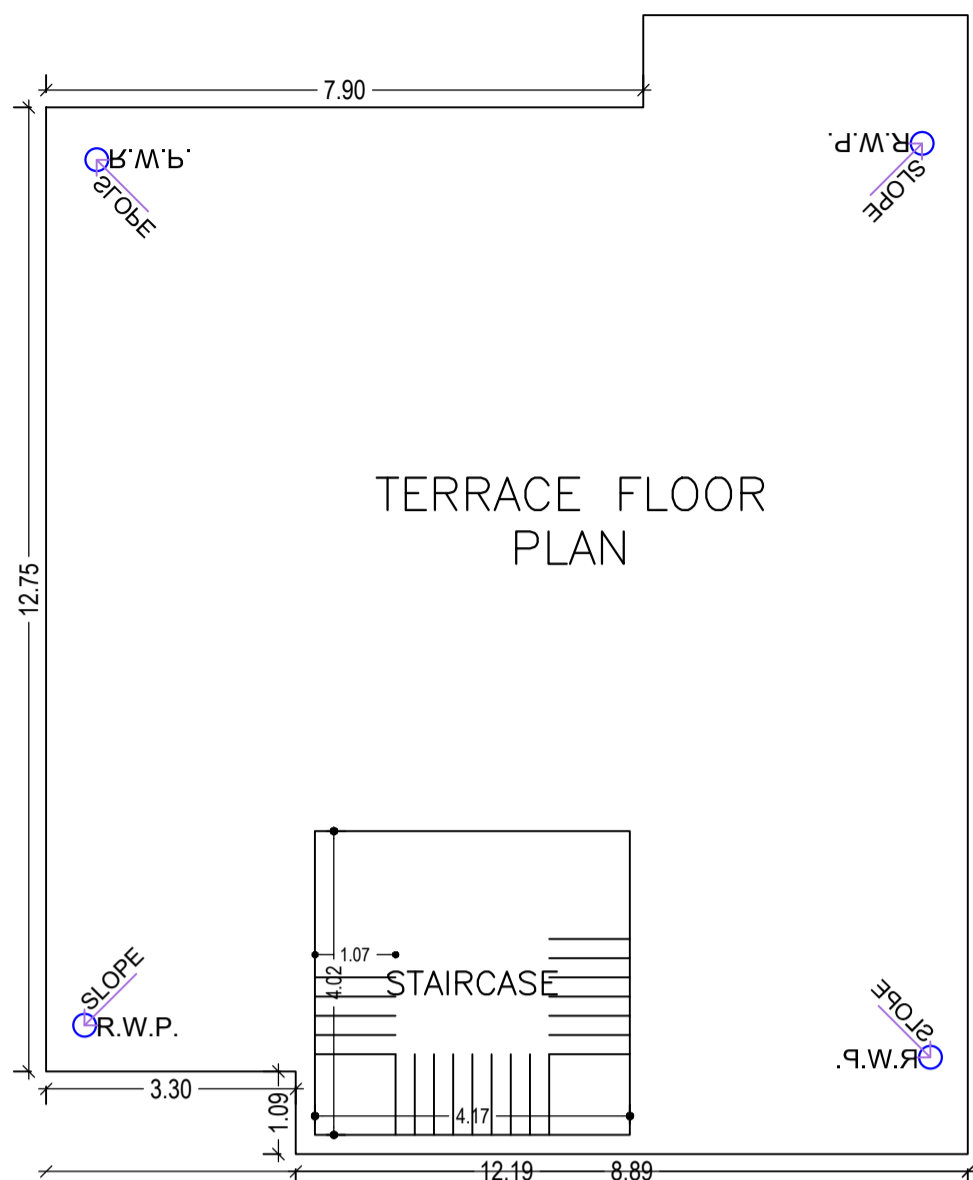 7.90
R.W.P.
R.W.P.
SLOPE
SLOPE
TERRACE FLOOR
PLAN
12.75
1.07
4.02
STAIRCASE
SLOPE
SLOPE
R.W.P.
R.W.P.
3.30
1.09
4.17
12.19
8.89